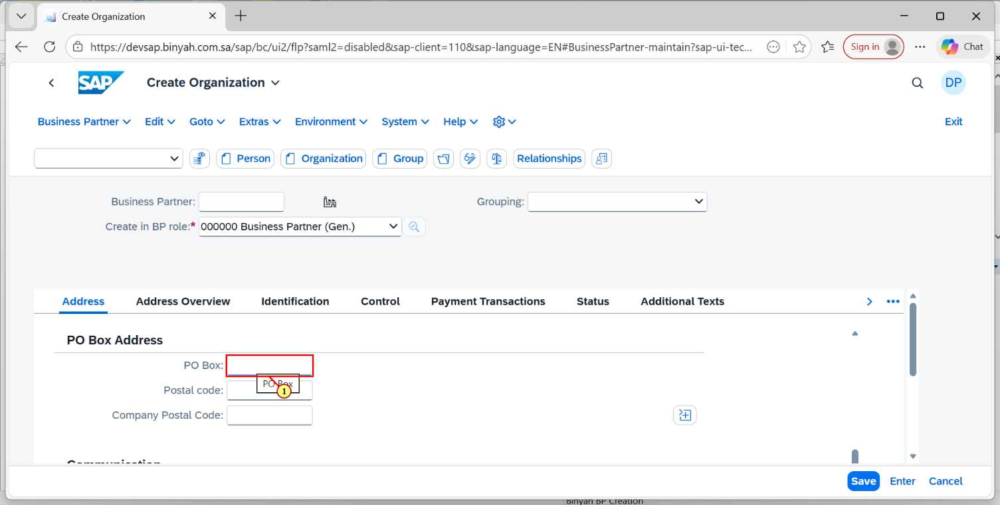 Create Organization
https://devsap.binyah.com.sa/sap/bc/ui2/flp?saml2=disabled&sap-client=110&sap-language=EN#BusinessPartner-maintain?sap-ui-tec...
Sign in
Chat
SAP
Create Organization
DP
Business Partner
Edit
Goto
Extras
Environment
System
Help
Exit
Person
Organization
Group
Relationships
Business Partner:
Grouping:
Create in BP role:* 000000 Business Partner (Gen.)
Address
Address Overview
Identification
Control
Payment Transactions
Status
Additional Texts
PO Box Address
PO Box:
PO Box
1
Postal code:
Company Postal Code:
Communication
Save
Enter
Cancel
Binyah BP Creation